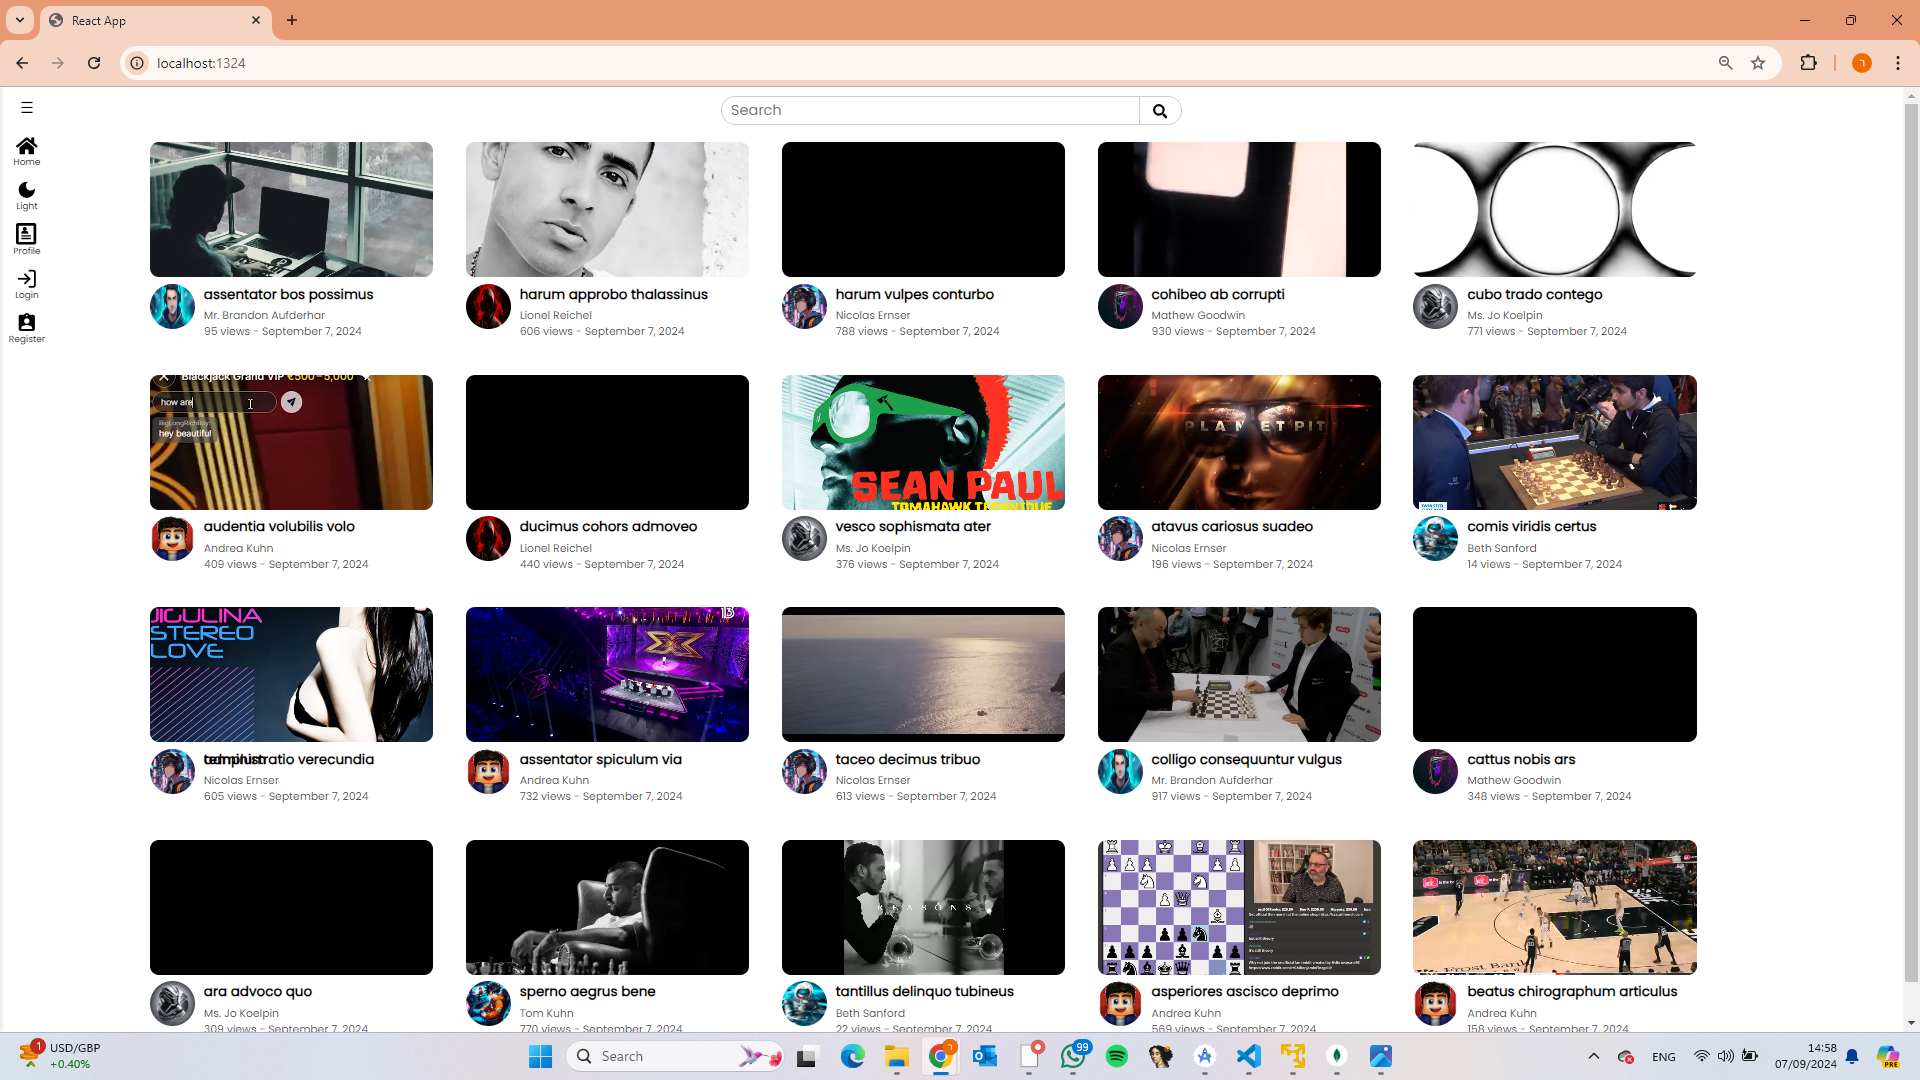 React App
localhost:1324
Search
Home
Light
Profile
Login
Register
assentator bos possimus
Mr. Brandon Aufderhar
95 views - September 7, 2024
harum approbo thalassinus
Lionel Reichel
606 views - September 7, 2024
harum vulpes conturbo
Nicolas Ernser
788 views - September 7, 2024
cohibeo ab corrupti
Mathew Goodwin
930 views - September 7, 2024
cubo trado contego
Ms. Jo Koelpin
771 views - September 7, 2024
Blackjack Grand VIP €500-5,000
how are
hey beautiful
audentia volubilis volo
Andrea Kuhn
409 views - September 7, 2024
ducimus cohors admoveo
Lionel Reichel
440 views - September 7, 2024
SEAN PAUL
TOMAHAWK TECHNIQUE
vesco sophismata ater
Ms. Jo Koelpin
376 views - September 7, 2024
PLANET PIT
atavus cariosus suadeo
Nicolas Ernser
196 views - September 7, 2024
comis viridis certus
Beth Sanford
14 views - September 7, 2024
JIGULINA
STEREO
LOVE
verecundia
Nicolas Ernser
605 views - September 7, 2024
13
X
assentator spiculum via
Andrea Kuhn
732 views - September 7, 2024
taceo decimus tribuo
Nicolas Ernser
613 views - September 7, 2024
colligo consequuntur vulgus
Mr. Brandon Aufderhar
917 views - September 7, 2024
cattus nobis ars
Mathew Goodwin
348 views - September 7, 2024
ara advoco quo
Ms. Jo Koelpin
309 views - September 7, 2024
sperno aegrus bene
Tom Kuhn
770 views - September 7, 2024
REASONS
tantillus delinquo tubineus
Beth Sanford
22 views - September 7, 2024
asperiores ascisco deprimo
Andrea Kuhn
569 views - September 7, 2024
beatus chirographum articulus
Andrea Kuhn
158 views - September 7, 2024
1
USD/GBP
+0.40%
Search
99
ENG
14:58
07/09/2024
PRE